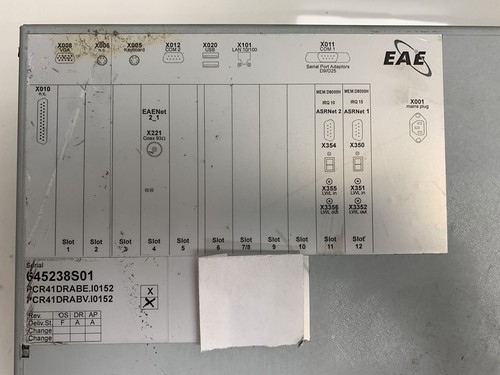 X008
VGA
X006
n.c.
X005
Keyboard
X012
COM 2
X020
USB
X101
LAN 10/100
X011
COM 1
Serial Port Adaptors
D9/D25
EAE
X010
n.c.
EAENet
2_1
X221
Coax 93Ω
MEM:D8000H
IRQ 10
ASRNet 2
X354
X355
LWL in
X3356
LWL out
MEM:D8000H
IRQ 10
ASRNet 1
X350
X351
LWL in
X3352
LWL out
X001
mains plug
Slot
1
Slot
2
Slot
3
Slot
4
Slot
5
Slot
6
Slot
7/8
Slot
9
Slot
10
Slot
11
Slot
12
Serial
645238S01
PCR41DRABE.I0152 X
PCR41DRABV.I0152 X
Rev. OS DR AP
Deliv.St. F A A
Change
Change